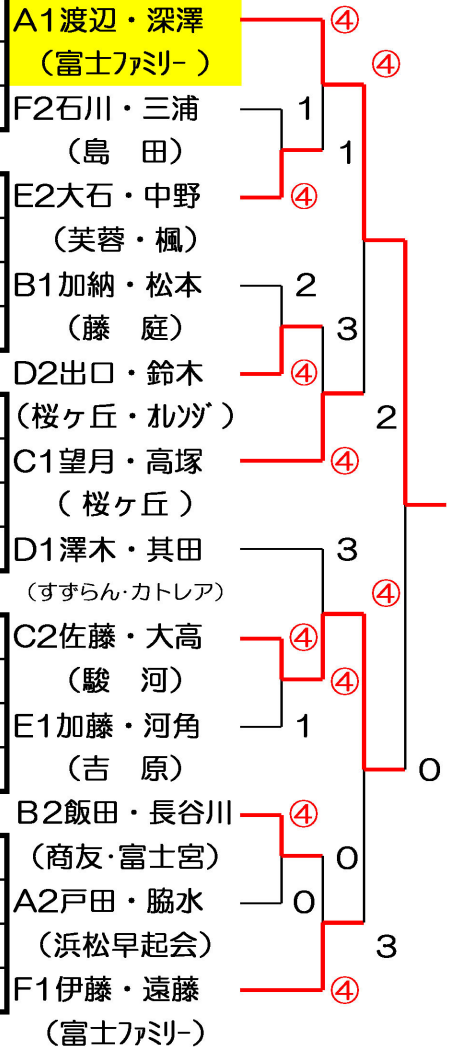 A1渡辺・深澤 ④
（富士ﾌｧﾐﾘｰ） ④
F2石川・三浦 1
（島　田） 1
E2大石・中野 ④
（芙蓉・楓）
B1加納・松本 2
（藤　庭） 3
D2出口・鈴木 ④
（桜ヶ丘・ｵﾚﾝﾀﾞ） 2
C1望月・高塚 ④
（桜ヶ丘）
D1澤木・其田 3
（すずらん・カトレア） ④
C2佐藤・大高 ④
（駿　河） ④
E1加藤・河角 1
（吉　原） 0
B2飯田・長谷川 ④
（商友・富士宮） 0
A2戸田・脇水 0
（浜松早起会） 3
F1伊藤・遠藤 ④
（富士ﾌｧﾐﾘｰ）